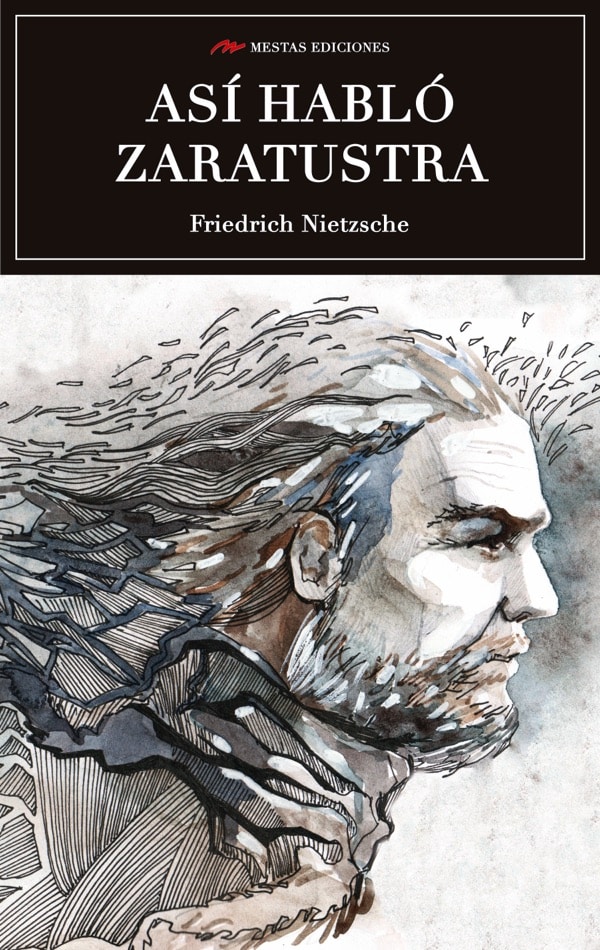 MESTAS EDICIONES
ASÍ HABLÓ
ZARATUSTRA
Friedrich Nietzsche